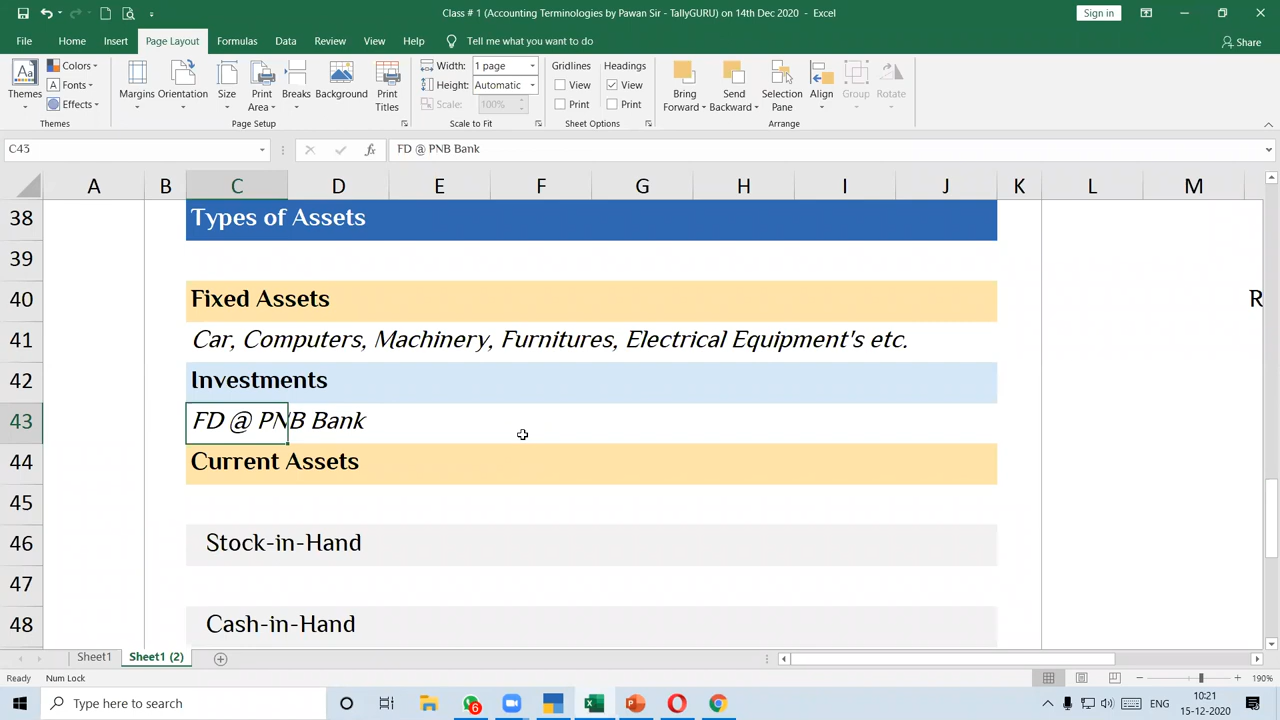 Class # 1 (Accounting Terminologies by Pawan Sir - TallyGURU) on 14th Dec 2020 - Excel
Sign in
File Home Insert Page Layout Formulas Data Review View Help Tell me what you want to do Share
Aa Themes Colors Fonts Effects
Themes
Margins Orientation Size Print Area Breaks Background Print Titles
Page Setup
Width: 1 page
Height: Automatic
Scale: 100%
Scale to Fit
Gridlines Headings
View View
Print Print
Sheet Options
Bring Forward Send Backward Selection Pane Align Group Rotate
Arrange
C43 fx FD @ PNB Bank
A B C D E F G H I J K L M
38 Types of Assets
39
40 Fixed Assets R
41 Car, Computers, Machinery, Furnitures, Electrical Equipment's etc.
42 Investments
43 FD @ PNB Bank
44 Current Assets
45
46 Stock-in-Hand
47
48 Cash-in-Hand
Sheet1 Sheet1 (2)
Ready Num Lock 190%
Type here to search 6 ENG 10:21
15-12-2020